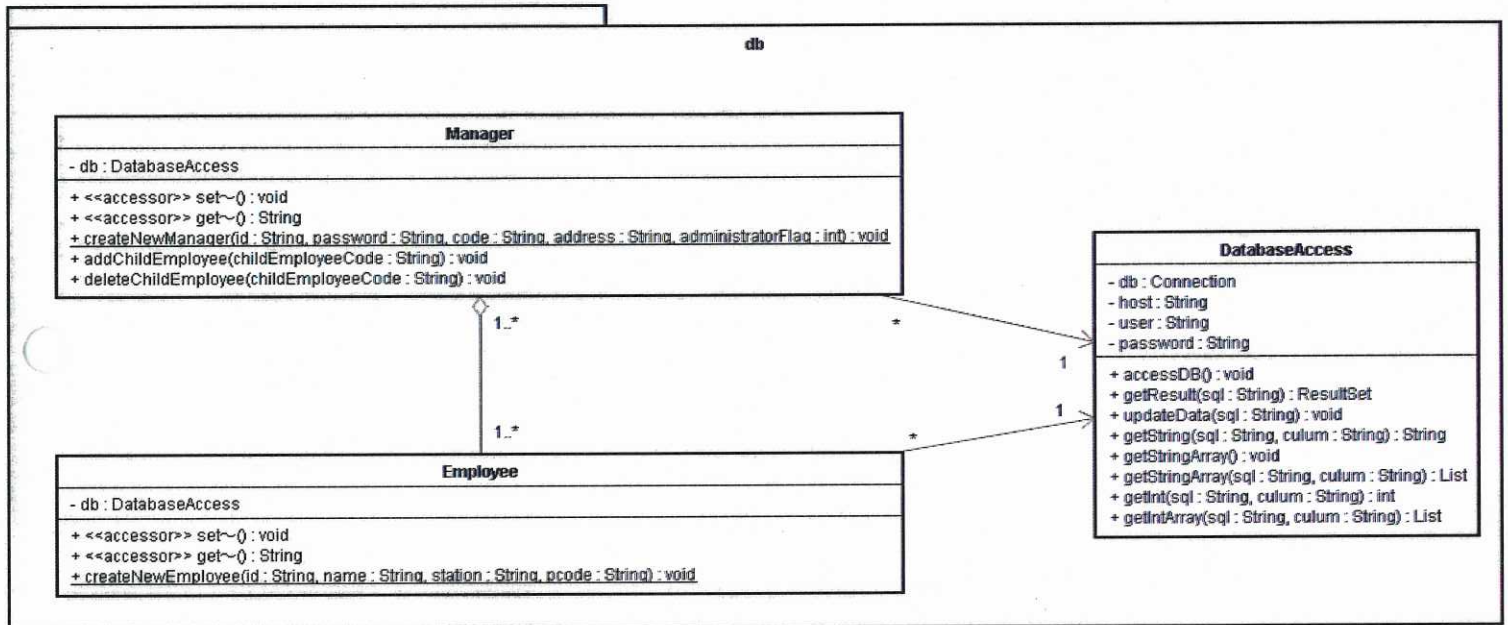 db
Manager
- db : DatabaseAccess
+ <<accessor>> set~() : void
+ <<accessor>> get~() : String
+ createNewManager(id : String, password : String, code : String, address : String, administratorFlag : int) : void
+ addChildEmployee(childEmployeeCode : String) : void
+ deleteChildEmployee(childEmployeeCode : String) : void
1..*
*
1
1..*
*
1
Employee
- db : DatabaseAccess
+ <<accessor>> set~() : void
+ <<accessor>> get~() : String
+ createNewEmployee(id : String, name : String, station : String, pcode : String) : void
DatabaseAccess
- db : Connection
- host : String
- user : String
- password : String
+ accessDB() : void
+ getResult(sql : String) : ResultSet
+ updateData(sql : String) : void
+ getString(sql : String, culum : String) : String
+ getStringArray() : void
+ getStringArray(sql : String, culum : String) : List
+ getInt(sql : String, culum : String) : int
+ getIntArray(sql : String, culum : String) : List